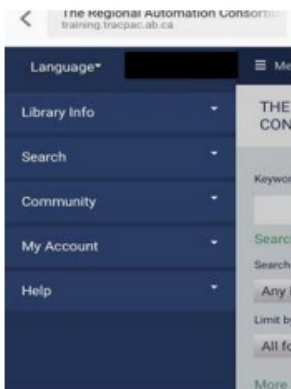 The Regional Automation Consorti
training.tracpac.ab.ca
Language
Me
Library Info
THE
CON
Search
Keywor
Community
Searc
My Account
Search
Help
Any
Limit b
All fo
More